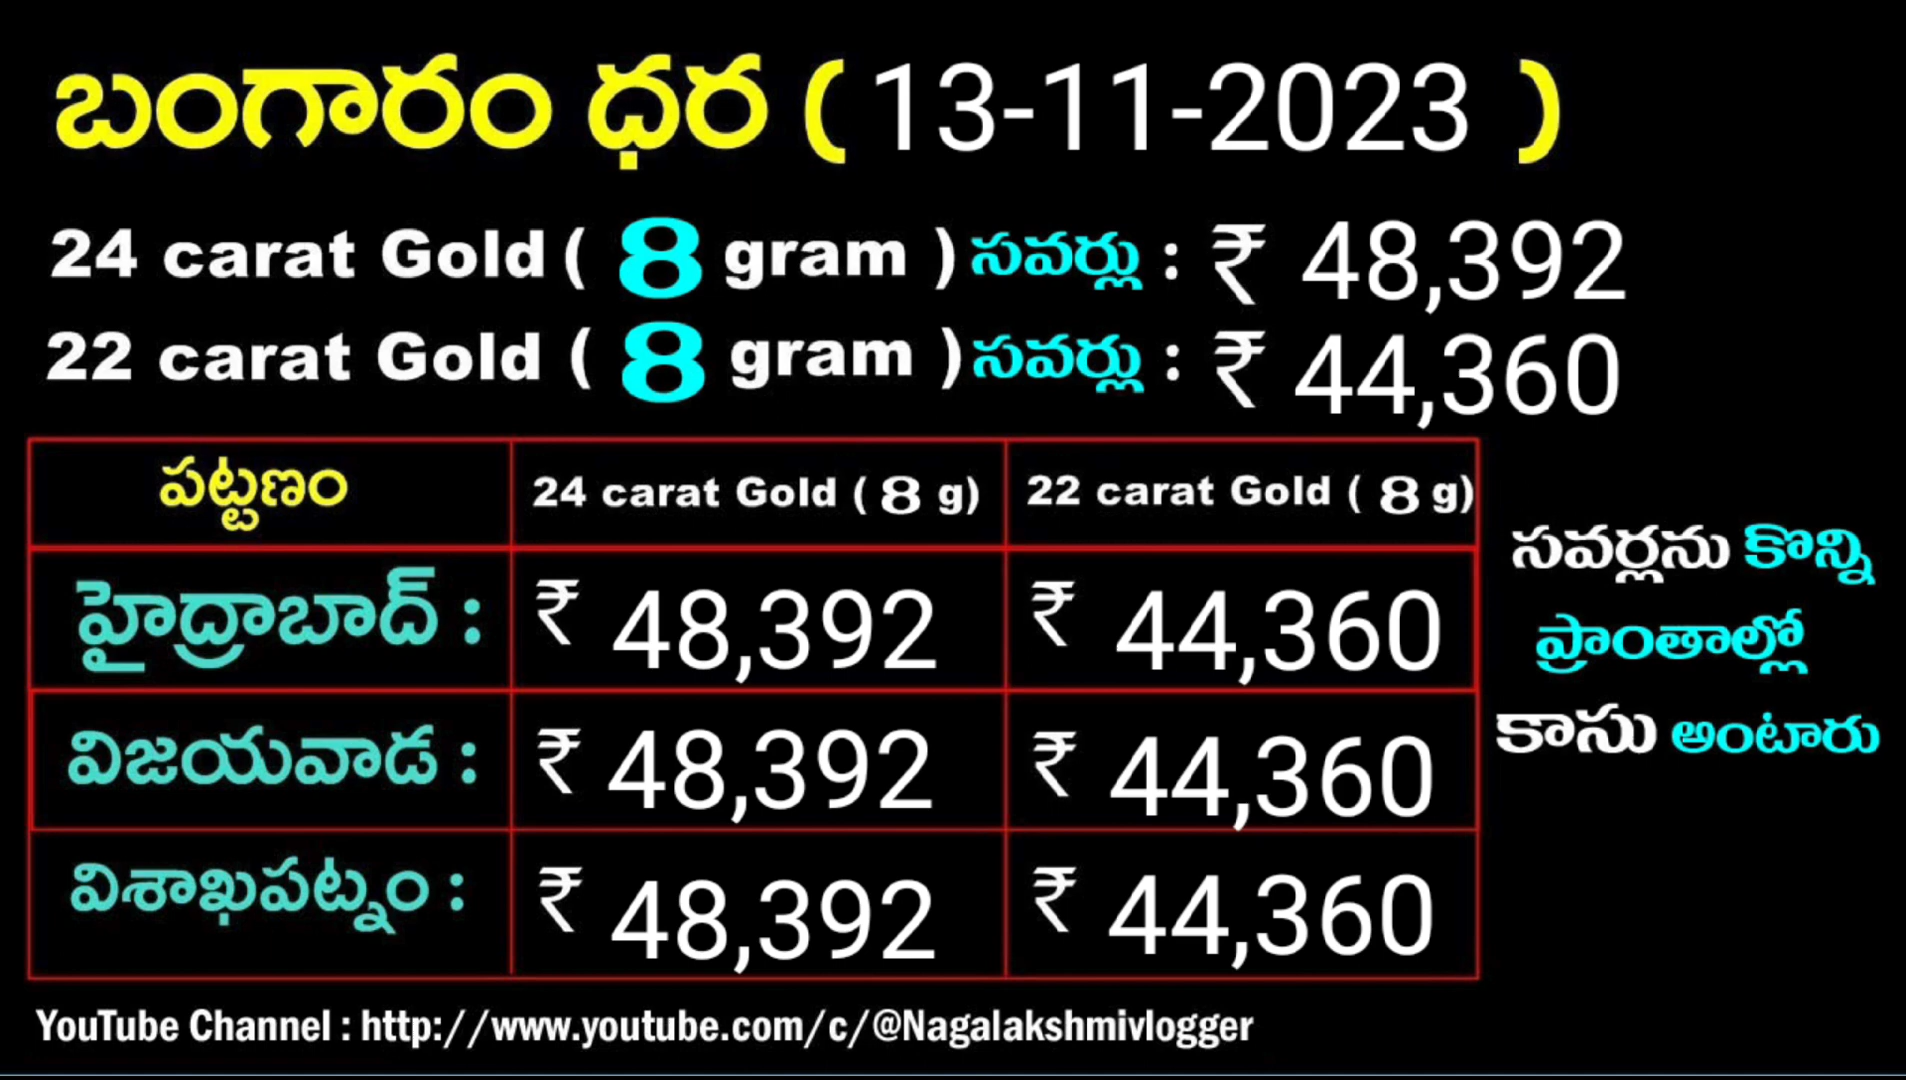 బంగారం ధర ( 13-11-2023 )
24 carat Gold ( 8 gram ) సవర్లు : ₹ 48,392
22 carat Gold ( 8 gram ) సవర్లు : ₹ 44,360
పట్టణం 24 carat Gold ( 8 g) 22 carat Gold ( 8 g)
హైద్రాబాద్ : ₹ 48,392 ₹ 44,360
విజయవాడ : ₹ 48,392 ₹ 44,360
విశాఖపట్నం : ₹ 48,392 ₹ 44,360
సవర్లను కొన్ని
ప్రాంతాల్లో
కాసు అంటారు
YouTube Channel : http://www.youtube.com/c/@Nagalakshmivlogger